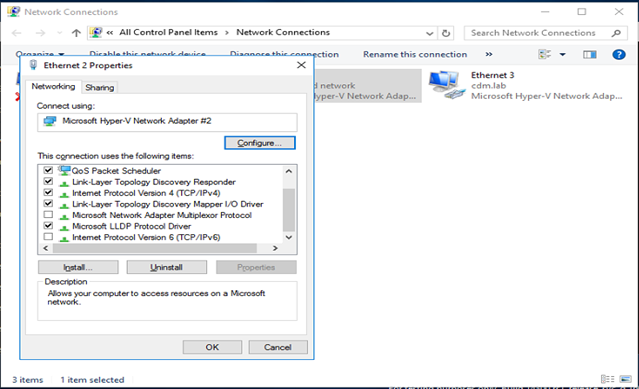 Network Connections
All Control Panel Items > Network Connections
Search Network Connections
Organize Disable this network device Diagnose this connection Rename this connection »
Ethernet 2 Properties
Networking Sharing
Connect using:
Microsoft Hyper-V Network Adapter #2
Configure...
This connection uses the following items:
QoS Packet Scheduler
Link-Layer Topology Discovery Responder
Internet Protocol Version 4 (TCP/IPv4)
Link-Layer Topology Discovery Mapper I/O Driver
Microsoft Network Adapter Multiplexor Protocol
Microsoft LLDP Protocol Driver
Internet Protocol Version 6 (TCP/IPv6)
Install... Uninstall Properties
Description
Allows your computer to access resources on a Microsoft
network.
OK Cancel
network
Hyper-V Network Adap...
Ethernet 3
cdm.lab
Microsoft Hyper-V Network Adap...
3 items 1 item selected